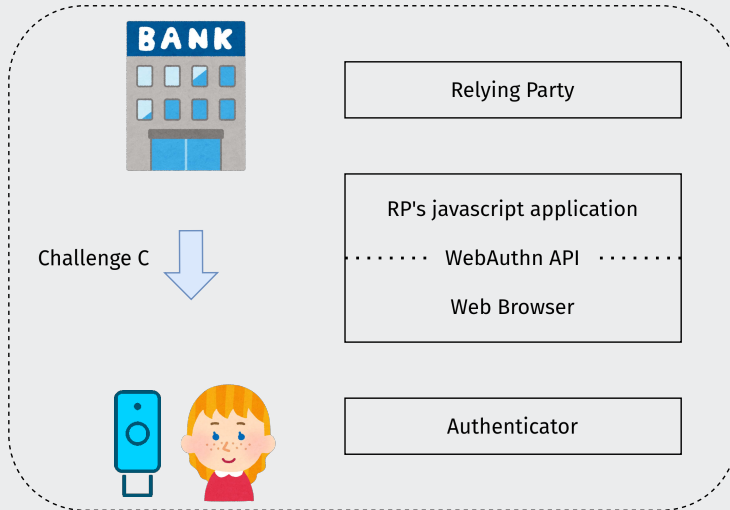 BANK
Relying Party
RP's javascript application
Challenge C
WebAuthn API
Web Browser
Authenticator